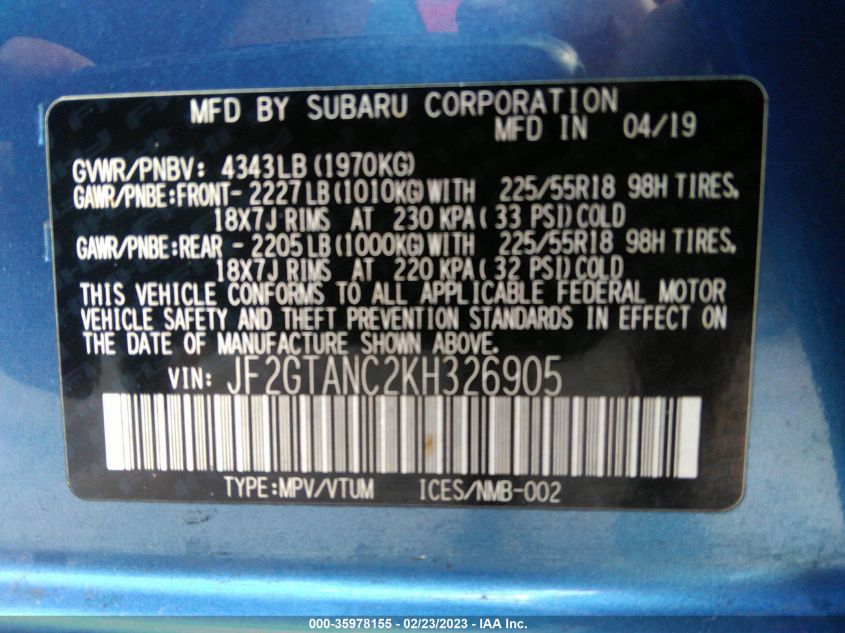 MFD BY SUBARU CORPORATION
MFD IN 04/19
GVWR/PNBV: 4343LB (1970KG)
GAWR/PNBE:FRONT- 2227LB (1010KG)WITH 225/55R18 98H TIRES,
18X7J RIMS AT 230 KPA( 33 PSI)COLD
GAWR/PNBE:REAR - 2205LB (1000KG)WITH 225/55R18 98H TIRES,
18X7J RIMS AT 220 KPA( 32 PSI)COLD
THIS VEHICLE CONFORMS TO ALL APPLICABLE FEDERAL MOTOR
VEHICLE SAFETY AND THEFT PREVENTION STANDARDS IN EFFECT ON
THE DATE OF MANUFACTURE SHOWN ABOVE.
VIN: JF2GTANC2KH326905
TYPE:MPV/VTUM ICES/NMB-002
000-35978155 - 02/23/2023 - IAA Inc.